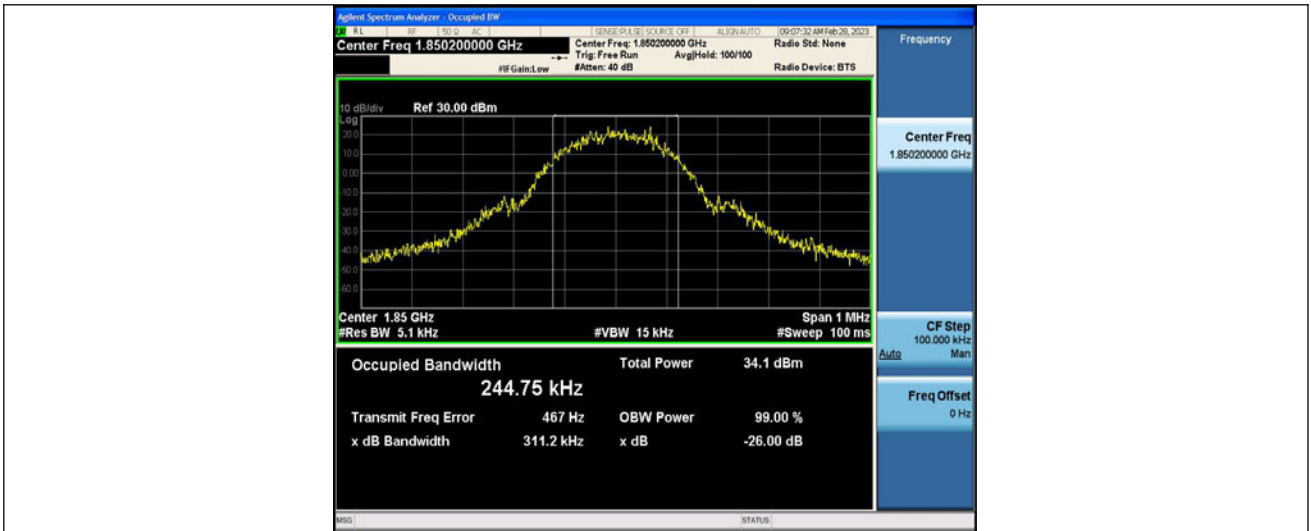 Agilent Spectrum Analyzer - Occupied BW
RL RF 50 Ω AC SENSE:PULSE SOURCE OFF ALIGN AUTO 09:07:32 AM Feb 28, 2023
Center Freq 1.850200000 GHz
Center Freq: 1.850200000 GHz
Radio Std: None
Trig: Free Run Avg|Hold: 100/100
#IFGain:Low #Atten: 40 dB Radio Device: BTS
Frequency
10 dB/div Ref 30.00 dBm
Log
20.0
10.0
0.00
-10.0
-20.0
-30.0
-40.0
-50.0
-60.0
Center 1.85 GHz Span 1 MHz
#Res BW 5.1 kHz #VBW 15 kHz #Sweep 100 ms
Occupied Bandwidth Total Power 34.1 dBm
244.75 kHz
Transmit Freq Error 467 Hz OBW Power 99.00 %
x dB Bandwidth 311.2 kHz x dB -26.00 dB
Center Freq
1.850200000 GHz
CF Step
100.000 kHz
Auto Man
Freq Offset
0 Hz
MSG STATUS